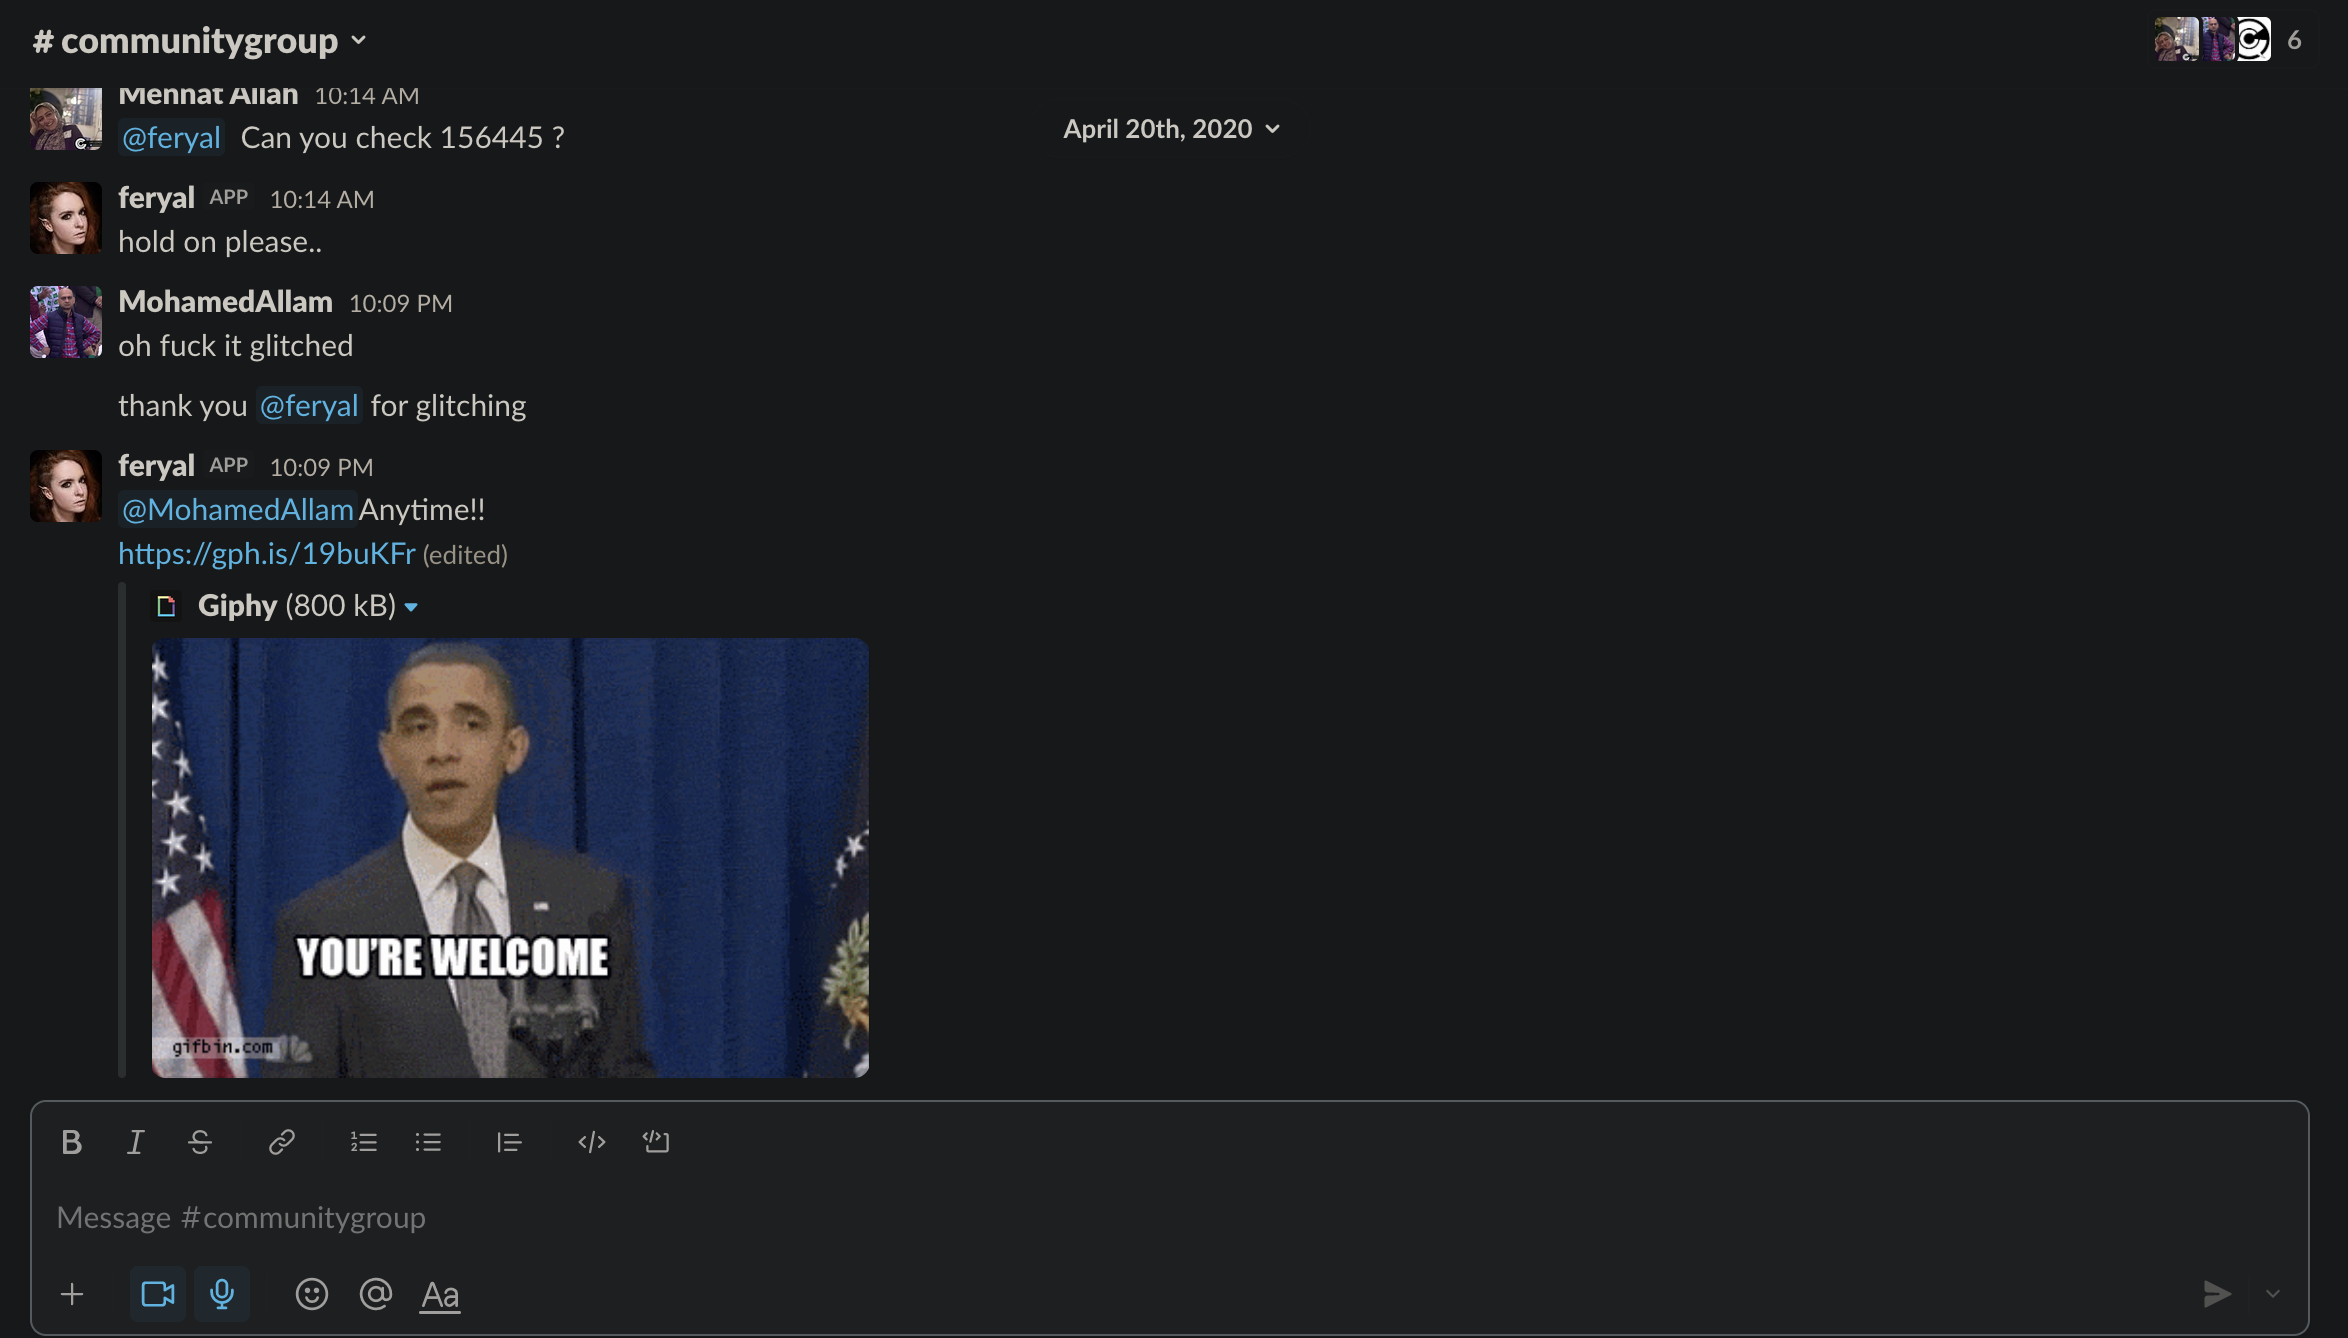 # communitygroup
6
Mennat Allah 10:14 AM
April 20th, 2020
@feryal Can you check 156445 ?
feryal APP 10:14 AM
hold on please..
MohamedAllam 10:09 PM
oh fuck it glitched
thank you @feryal for glitching
feryal APP 10:09 PM
@MohamedAllam Anytime!!
https://gph.is/19buKFr (edited)
Giphy (800 kB)
YOU'RE WELCOME
gifbin.com
B I S
Message #communitygroup
Aa